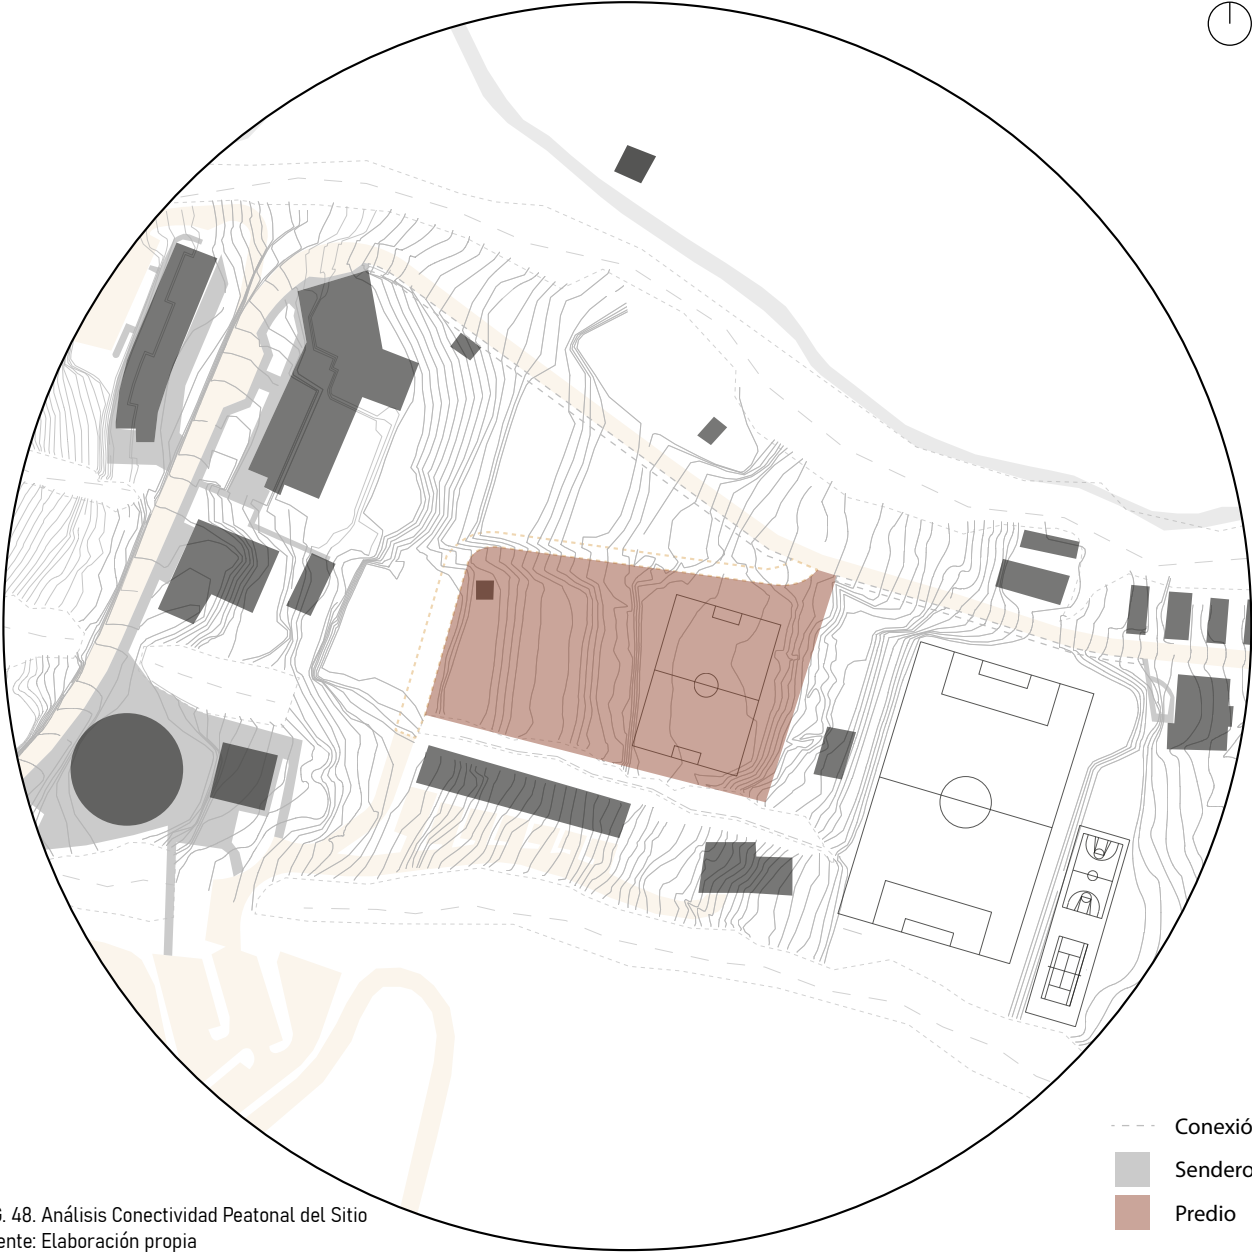 Conexió
Sendero
Predio
G. 48. Análisis Conectividad Peatonal del Sitio
ente: Elaboración propia